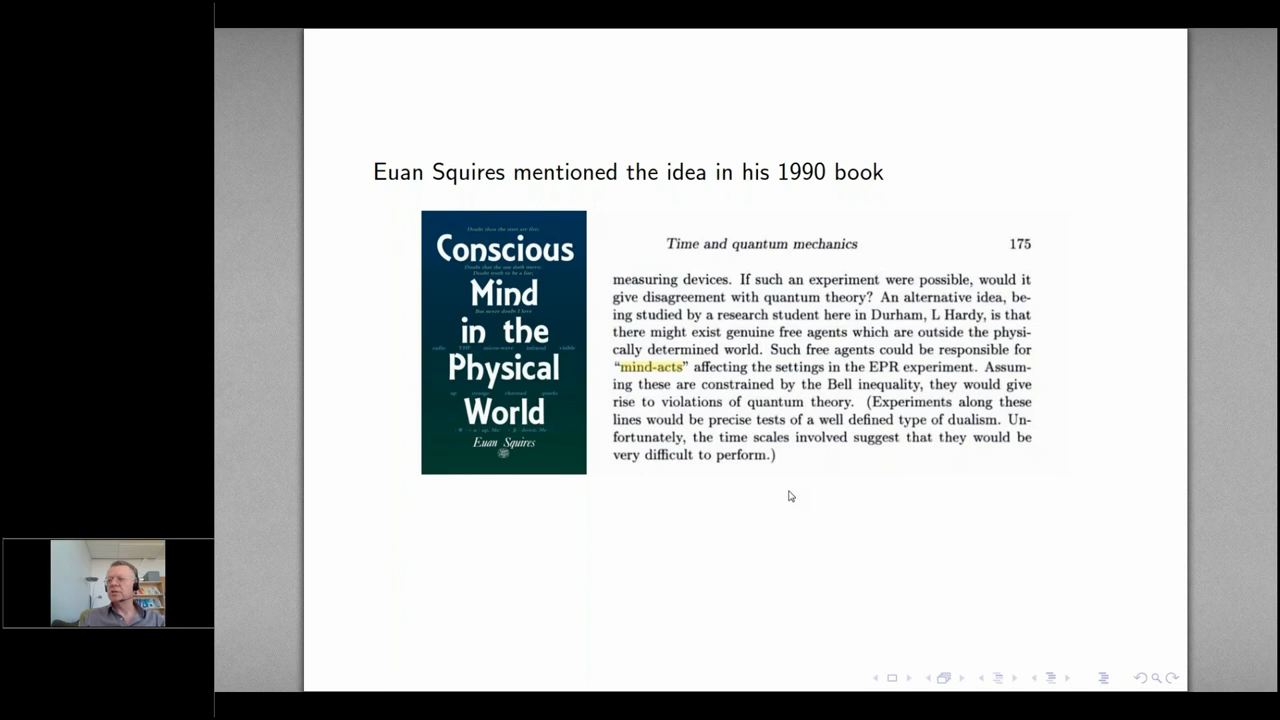 Euan Squires mentioned the idea in his 1990 book
Conscious
Mind
in the
Physical
World
Euan Squires
Time and quantum mechanics 175
measuring devices. If such an experiment were possible, would it
give disagreement with quantum theory? An alternative idea, be-
ing studied by a research student here in Durham, L Hardy, is that
there might exist genuine free agents which are outside the physi-
cally determined world. Such free agents could be responsible for
"mind-acts" affecting the settings in the EPR experiment. Assum-
ing these are constrained by the Bell inequality, they would give
rise to violations of quantum theory. (Experiments along these
lines would be precise tests of a well defined type of dualism. Un-
fortunately, the time scales involved suggest that they would be
very difficult to perform.)